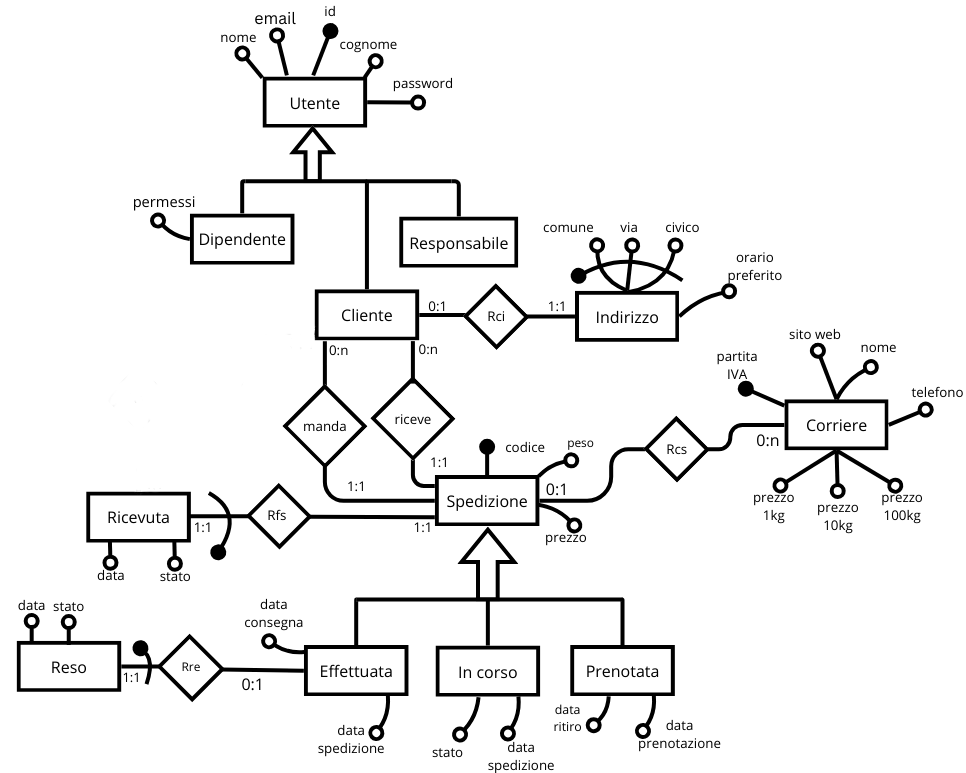 id
email
nome
cognome
password
Utente
permessi
Dipendente
Responsabile
comune
via
civico
orario
preferito
Cliente
0:1
Rci
1:1
Indirizzo
0:n
0:n
sito web
nome
partita
IVA
telefono
manda
riceve
Corriere
0:n
Rcs
codice
peso
1:1
1:1
Spedizione
0:1
prezzo
prezzo
1kg
prezzo
10kg
prezzo
100kg
Ricevuta
1:1
Rfs
1:1
data
stato
data
stato
data
consegna
Reso
1:1
Rre
0:1
Effettuata
In corso
Prenotata
data
spedizione
stato
data
spedizione
data
ritiro
data
prenotazione